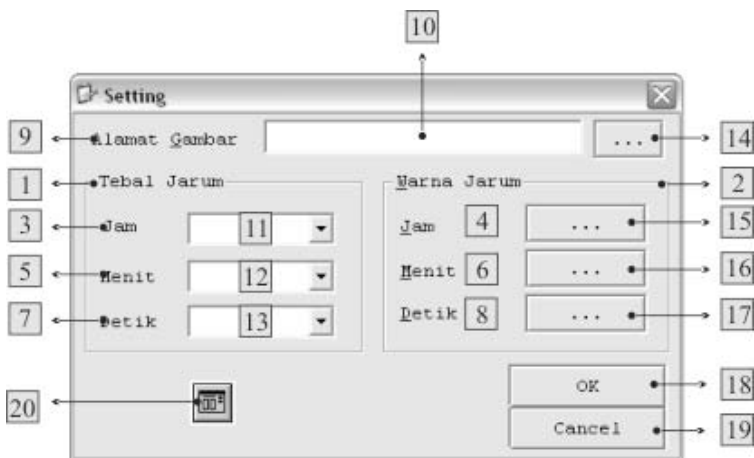 10
Setting
9 Alamat Gambar ... 14
1 Tebal Jarum Warna Jarum 2
3 Jam 11 Jam 4 ... 15
5 Menit 12 Menit 6 ... 16
7 Detik 13 Detik 8 ... 17
20 OK 18
Cancel 19